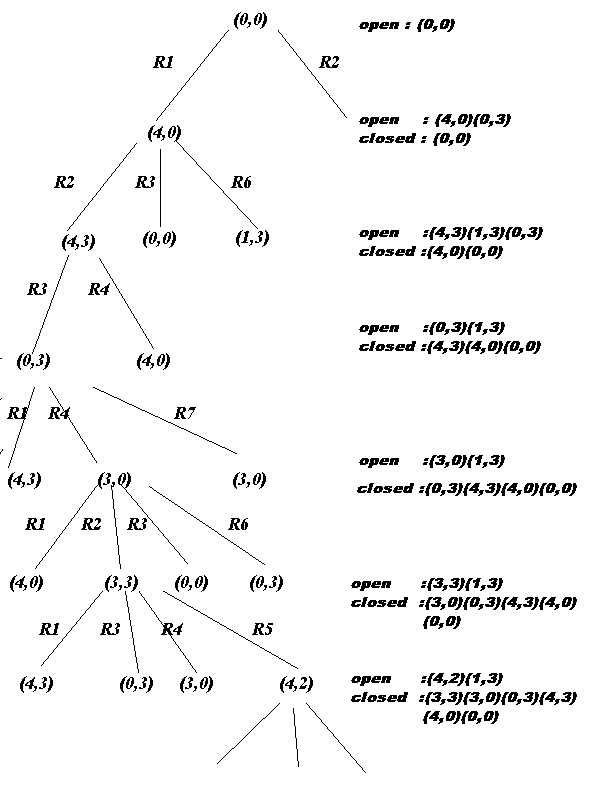 (0,0) open : (0,0)
R1 R2
(4,0) open : (4,0)(0,3)
closed : (0,0)
R2 R3 R6
(4,3) (0,0) (1,3) open :(4,3)(1,3)(0,3)
closed :(4,0)(0,0)
R3 R4
open :(0,3)(1,3)
(0,3) (4,0) closed :(4,3)(4,0)(0,0)
R1 R4 R7
open :(3,0)(1,3)
(4,3) (3,0) (3,0) closed :(0,3)(4,3)(4,0)(0,0)
R1 R2 R3 R6
(4,0) (3,3) (0,0) (0,3) open :(3,3)(1,3)
closed :(3,0)(0,3)(4,3)(4,0)
(0,0)
R1 R3 R4 R5
(4,3) (0,3) (3,0) (4,2) open :(4,2)(1,3)
closed :(3,3)(3,0)(0,3)(4,3)
(4,0)(0,0)